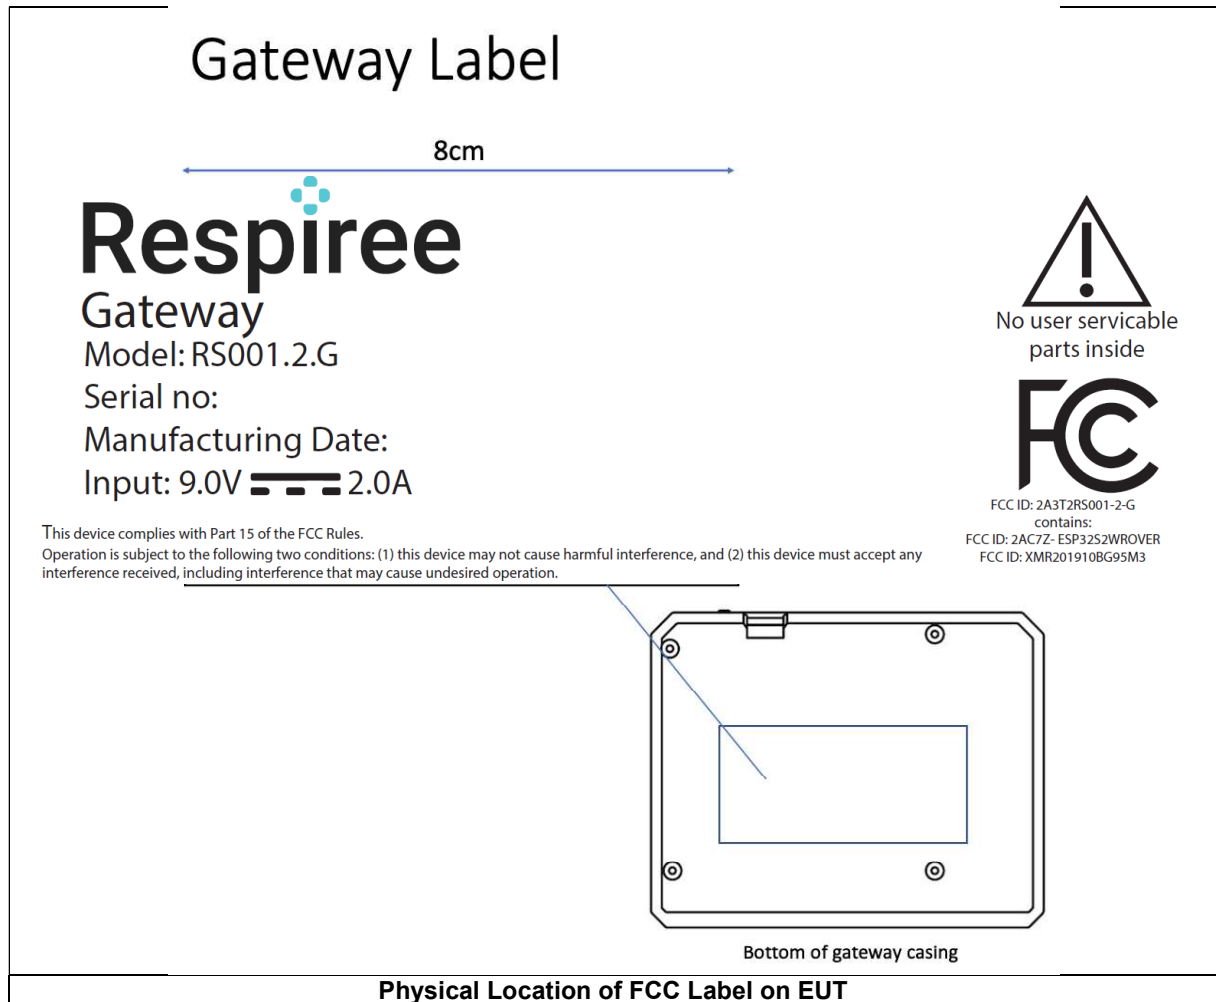 Gateway Label
8cm
Respiree
Gateway
Model: RS001.2.G
Serial no:
Manufacturing Date:
Input: 9.0V 2.0A
No user servicable
parts inside
FC
FCC ID: 2A3T2RS001-2-G
contains:
FCC ID: 2AC7Z- ESP32S2WROVER
FCC ID: XMR201910BG95M3
This device complies with Part 15 of the FCC Rules.
Operation is subject to the following two conditions: (1) this device may not cause harmful interference, and (2) this device must accept any
interference received, including interference that may cause undesired operation.
Bottom of gateway casing
Physical Location of FCC Label on EUT